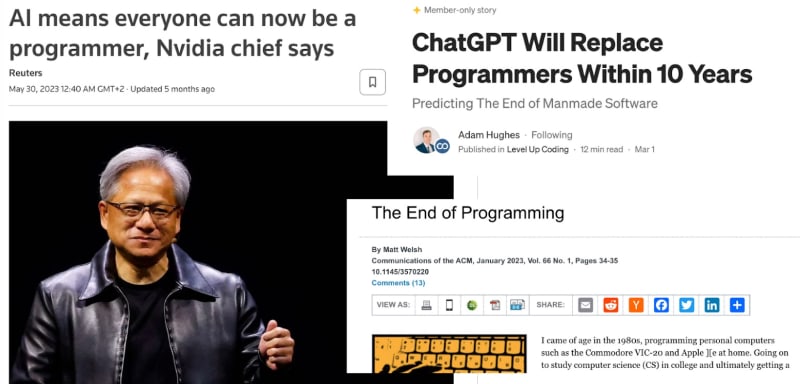 AI means everyone can now be a
programmer, Nvidia chief says
Reuters
May 30, 2023 12:40 AM GMT+2 · Updated 5 months ago
Member-only story
ChatGPT Will Replace
Programmers Within 10 Years
Predicting The End of Manmade Software
Adam Hughes · Following
Published in Level Up Coding · 12 min read · Mar 1
The End of Programming
By Matt Welsh
Communications of the ACM, January 2023, Vol. 66 No. 1, Pages 34-35
10.1145/3570220
Comments (13)
VIEW AS: SHARE:
I came of age in the 1980s, programming personal computers
such as the Commodore VIC-20 and Apple ][e at home. Going on
to study computer science (CS) in college and ultimately getting a